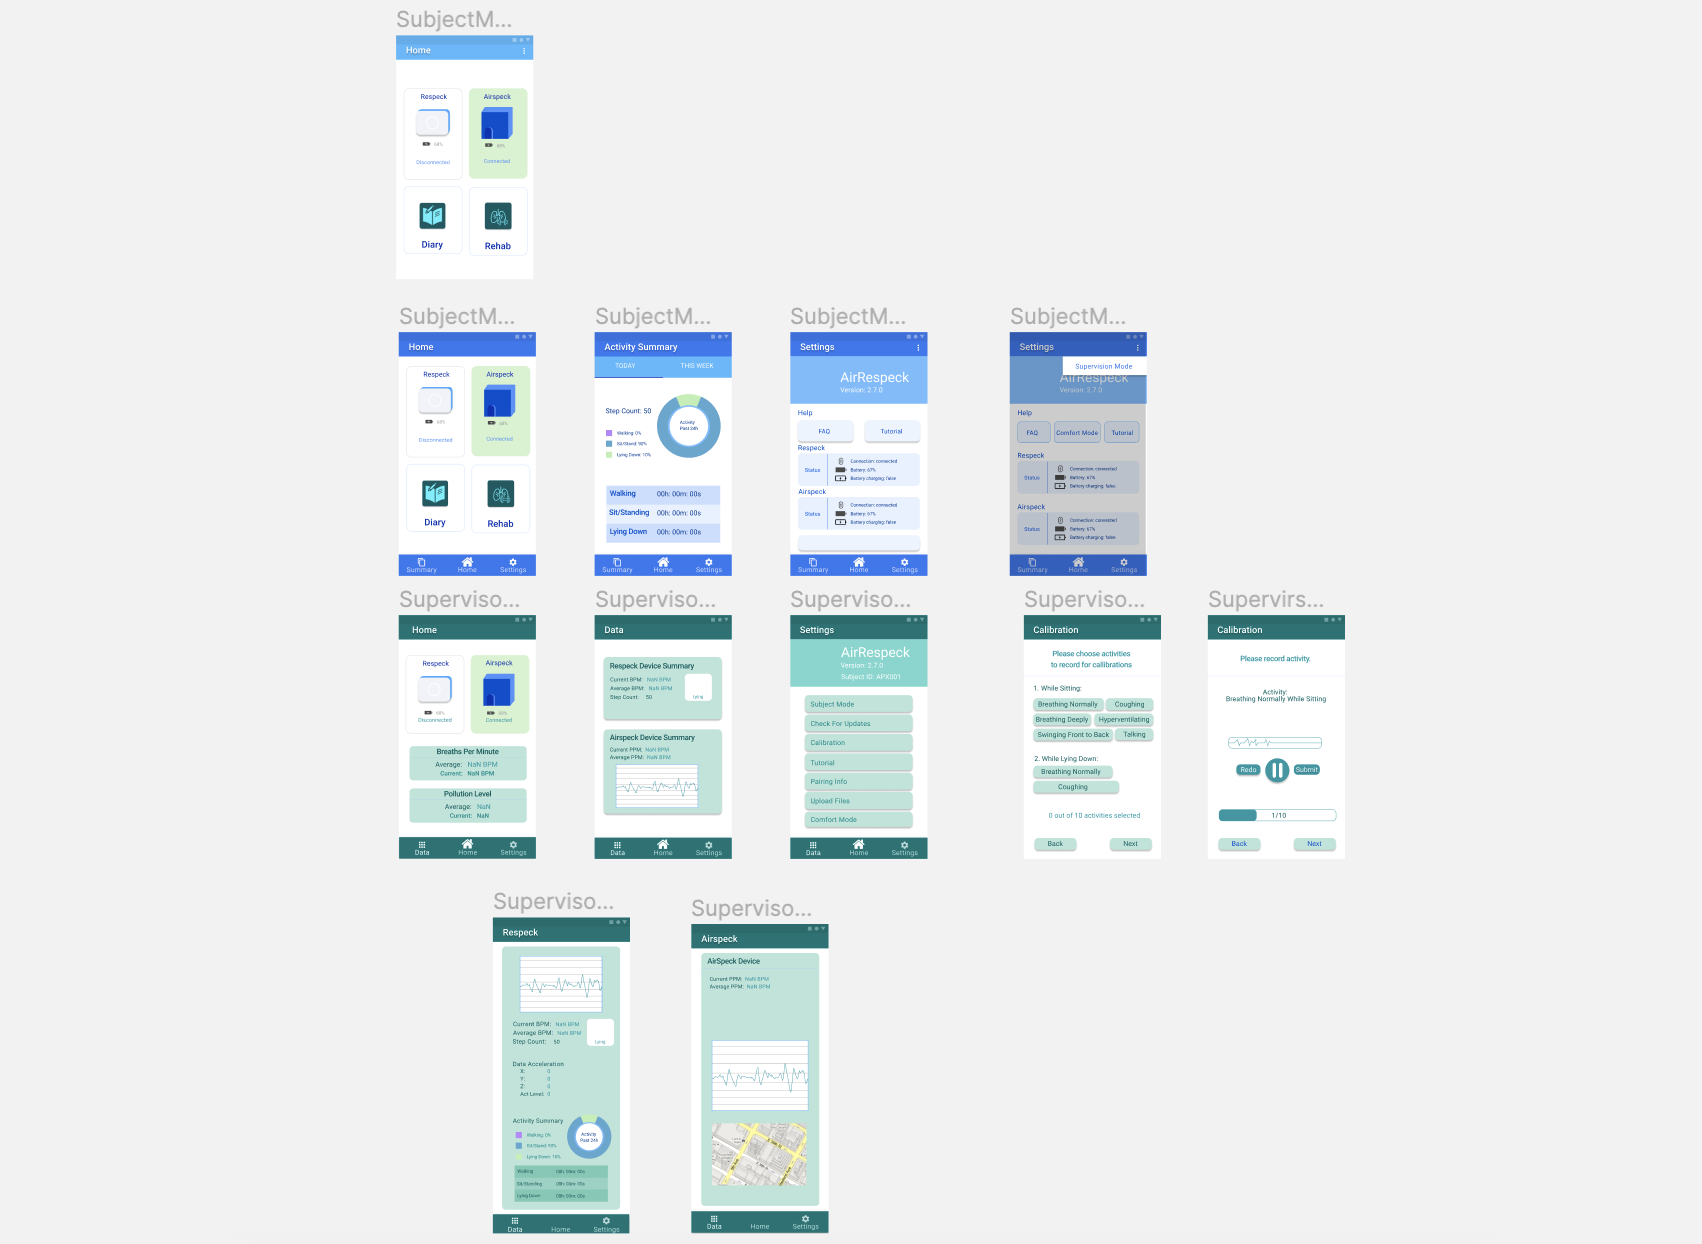 SubjectM...
Home
Respeck
Airspeck
68%
68%
Disconnected
Connected
Diary
Rehab
SubjectM...
Home
Respeck
Airspeck
68%
68%
Disconnected
Connected
Diary
Rehab
Summary
Home
Settings
SubjectM...
Activity Summary
TODAY
THIS WEEK
Step Count: 50
Walking: 0%
Sit/Stand: 90%
Lying Down: 10%
Activity
Past 24h
Walking 00h: 00m: 00s
Sit/Standing 00h: 00m: 00s
Lying Down 00h: 00m: 00s
Summary
Home
Settings
SubjectM...
Settings
AirRespeck
Version: 2.7.0
Help
FAQ
Tutorial
Respeck
Status
Connection: connected
Battery: 67%
Battery charging: false
Airspeck
Status
Connection: connected
Battery: 67%
Battery charging: false
Summary
Home
Settings
SubjectM...
Settings
Supervision Mode
AirRespeck
Version: 2.7.0
Help
FAQ
Comfort Mode
Tutorial
Respeck
Status
Connection: connected
Battery: 67%
Battery charging: false
Airspeck
Status
Connection: connected
Battery: 67%
Battery charging: false
Summary
Home
Settings
Superviso...
Home
Respeck
Airspeck
68%
68%
Disconnected
Connected
Breaths Per Minute
Average: NaN BPM
Current: NaN BPM
Pollution Level
Average: NaN
Current: NaN
Data
Home
Settings
Superviso...
Data
Respeck Device Summary
Current BPM: NaN BPM
Average BPM: NaN BPM
Step Count: 50
Lying
Airspeck Device Summary
Current PPM: NaN BPM
Average PPM: NaN BPM
Data
Home
Settings
Superviso...
Settings
AirRespeck
Version: 2.7.0
Subject ID: APX001
Subject Mode
Check For Updates
Calibration
Tutorial
Pairing Info
Upload Files
Comfort Mode
Data
Home
Settings
Superviso...
Calibration
Please choose activities
to record for callibrations
1. While Sitting:
Breathing Normally
Coughing
Breathing Deeply
Hyperventilating
Swinging Front to Back
Talking
2. While Lying Down:
Breathing Normally
Coughing
0 out of 10 activities selected
Back
Next
Supervirs...
Calibration
Please record activity.
Activity:
Breathing Normally While Sitting
Redo
Submit
1/10
Back
Next
Superviso...
Respeck
Current BPM: NaN BPM
Average BPM: NaN BPM
Step Count: 50
Lying
Data Acceleration
X: 0
Y: 0
Z: 0
Act Level: 0
Activity Summary
Walking: 0%
Sit/Stand: 90%
Lying Down: 10%
Activity
Past 24h
Walking 00h: 00m: 00s
Sit/Standing 00h: 00m: 00s
Lying Down 00h: 00m: 00s
Data
Home
Settings
Superviso...
Airspeck
AirSpeck Device
Current PPM: NaN BPM
Average PPM: NaN BPM
Data
Home
Settings